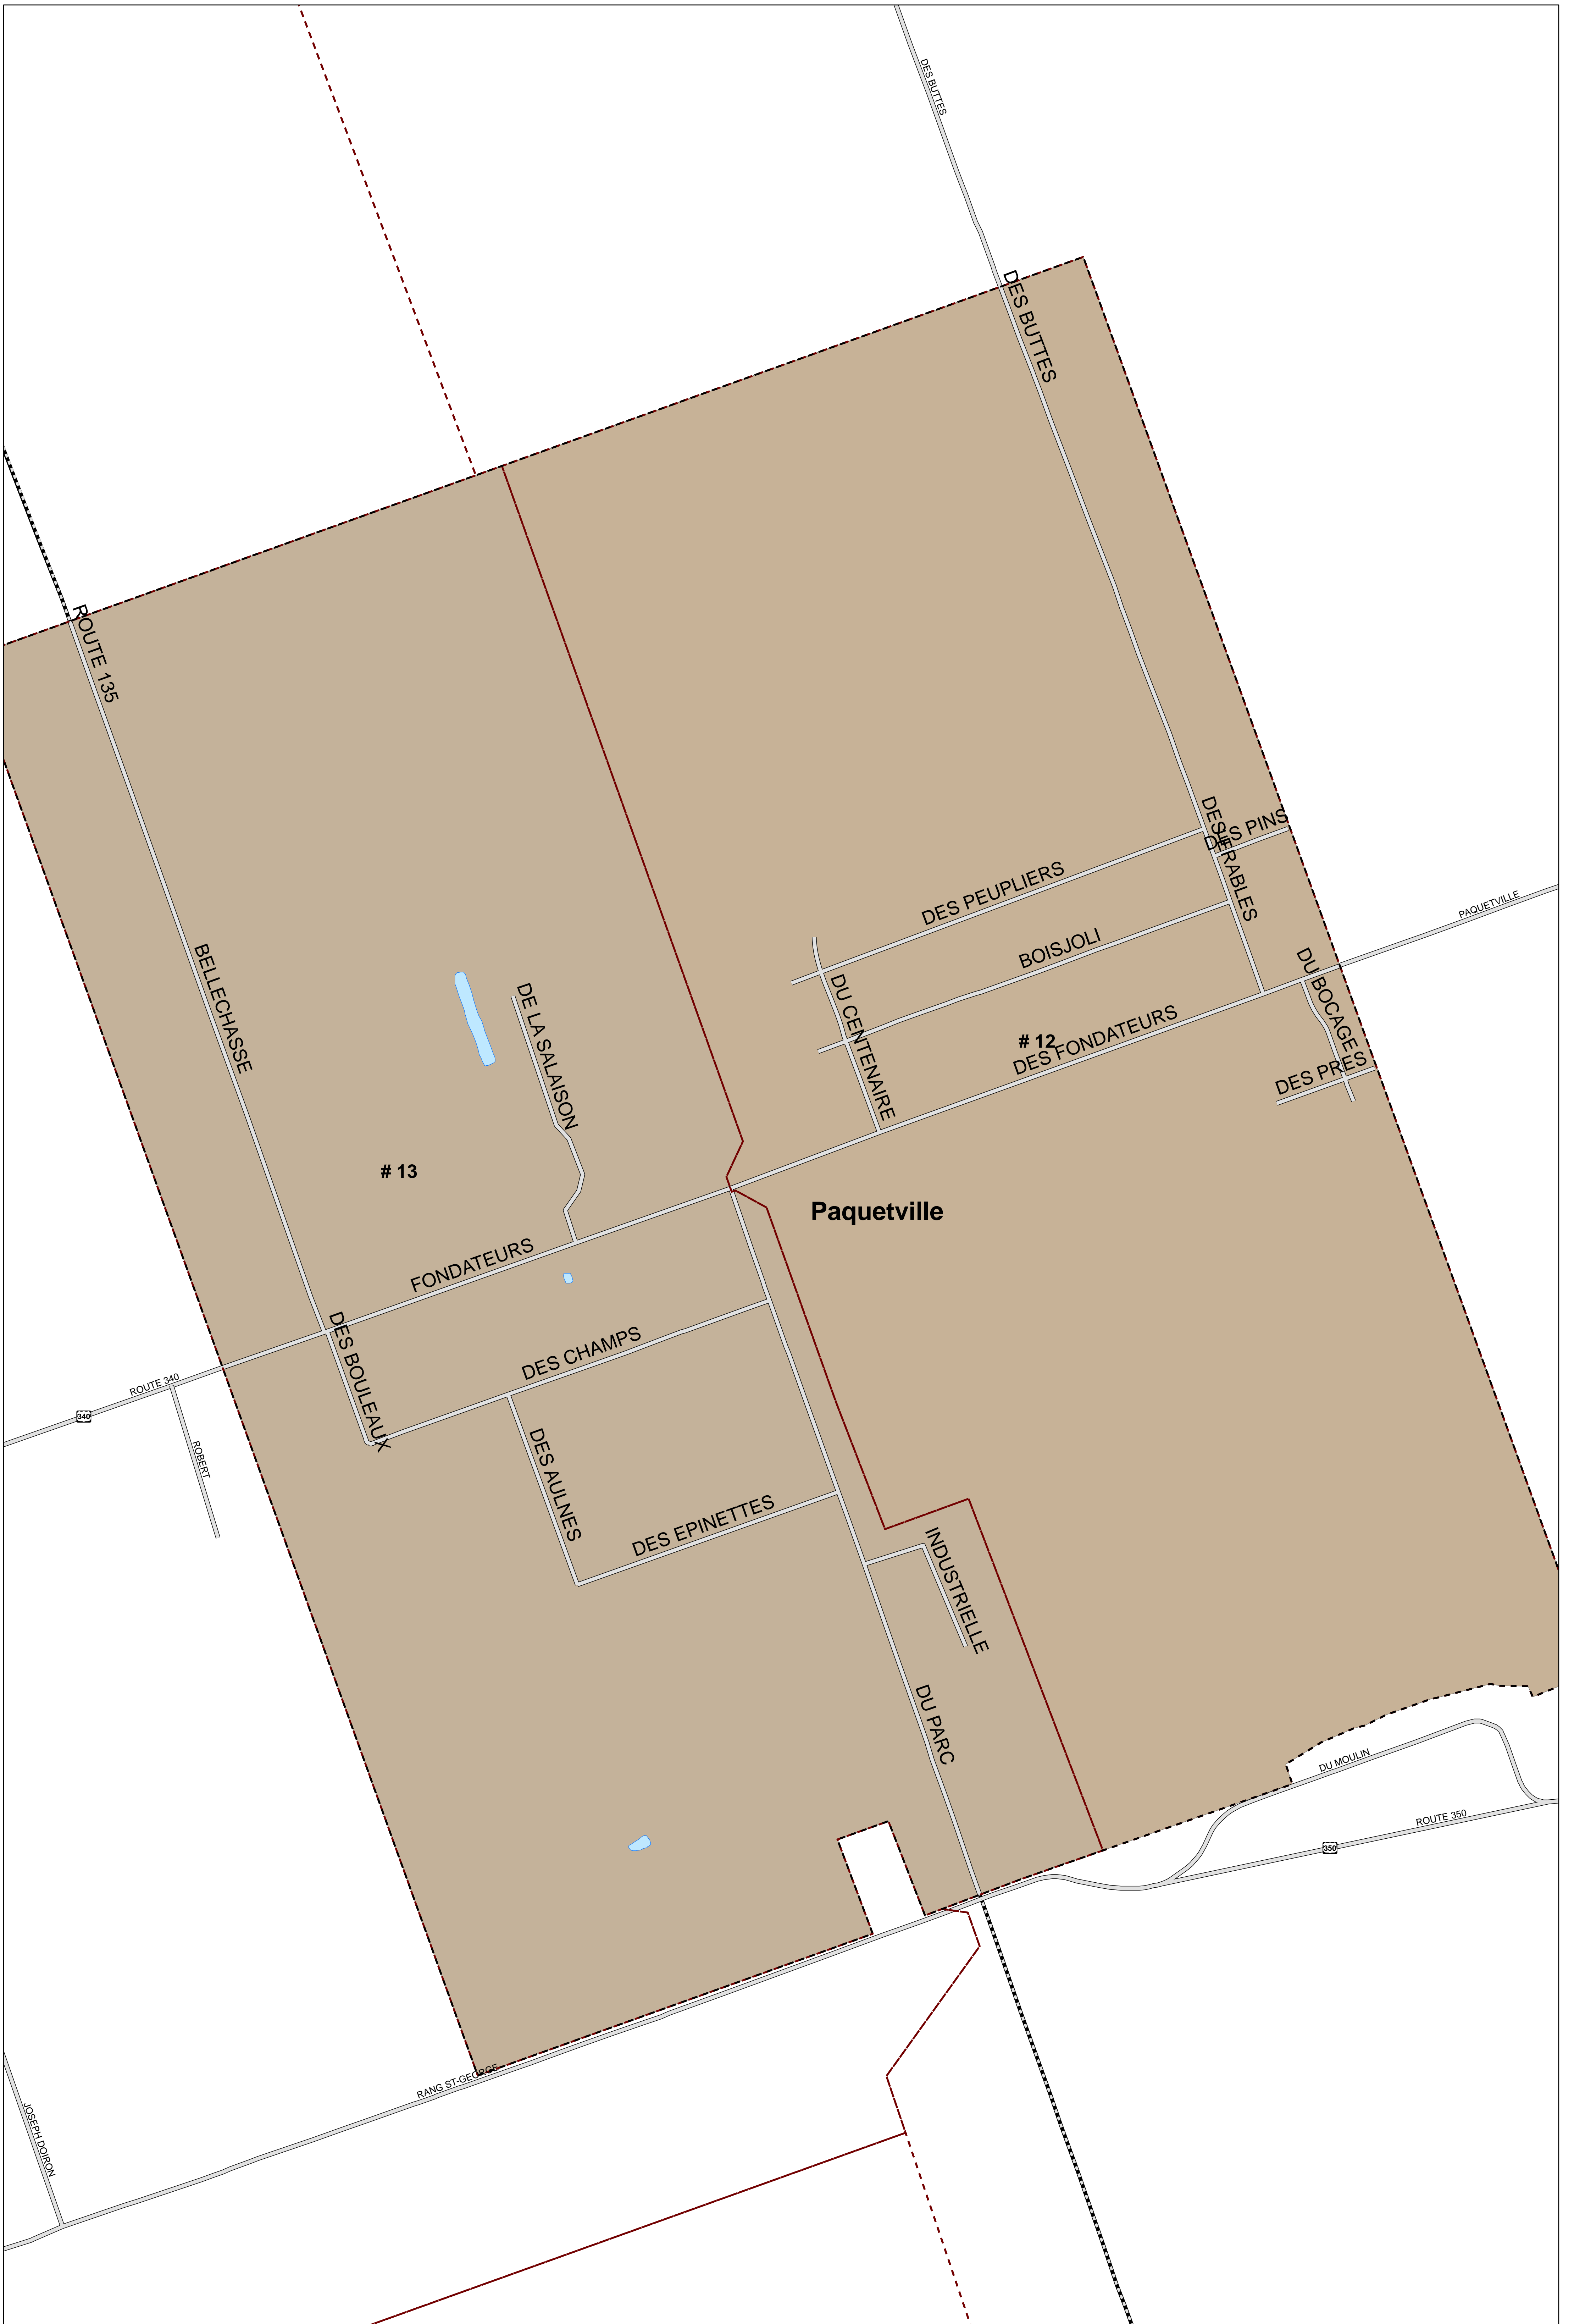 DES BUTTES
DES BUTTES
ROUTE 135
DES ERABLES
DES PINS
DES PEUPLIERS
PAQUETVILLE
BOISJOLI
BELLECHASSE
DE LA SALAISON
DU CENTENAIRE
DU BOCAGE
# 12
DES FONDATEURS
DES PRES
# 13
Paquetville
FONDATEURS
DES BOULEAUX
DES CHAMPS
ROUTE 340
340
ROBERT
DES AULNES
DES EPINETTES
INDUSTRIELLE
DU PARC
DU MOULIN
ROUTE 350
350
RANG ST-GEORGE
JOSEPH DOIRON